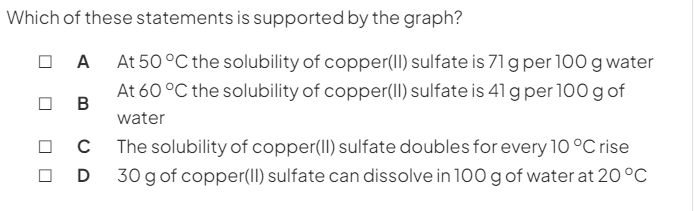 Which of these statements is supported by the graph?
☐ A At 50 °C the solubility of copper(II) sulfate is 71 g per 100 g water
☐ B At 60 °C the solubility of copper(II) sulfate is 41 g per 100 g of
water
☐ C The solubility of copper(II) sulfate doubles for every 10 °C rise
☐ D 30 g of copper(II) sulfate can dissolve in 100 g of water at 20 °C